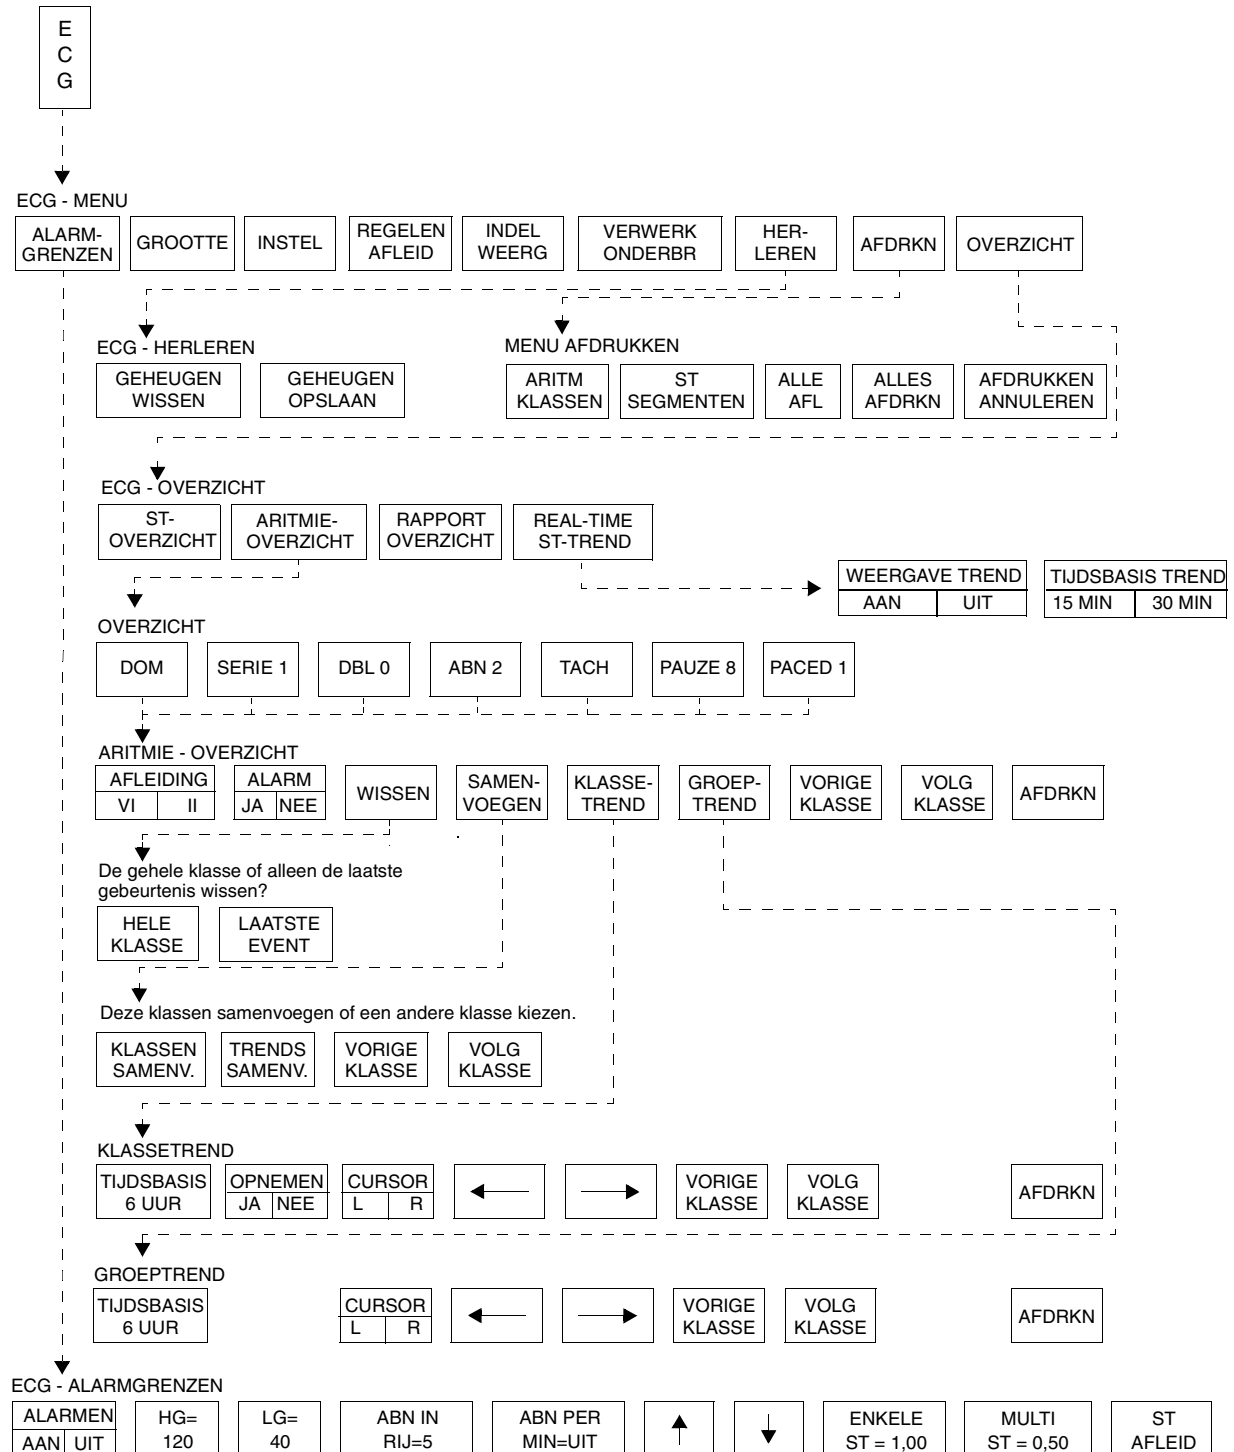 E
C
G
ECG - MENU
ALARM-
GRENZEN
GROOTTE
INSTEL
REGELEN
AFLEID
INDEL
WEERG
VERWERK
ONDERBR
HER-
LEREN
AFDRKN
OVERZICHT
ECG - HERLEREN
GEHEUGEN
WISSEN
GEHEUGEN
OPSLAAN
MENU AFDRUKKEN
ARITM
KLASSEN
ST
SEGMENTEN
ALLE
AFL
ALLES
AFDRKN
AFDRUKKEN
ANNULEREN
ECG - OVERZICHT
ST-
OVERZICHT
ARITMIE-
OVERZICHT
RAPPORT
OVERZICHT
REAL-TIME
ST-TREND
WEERGAVE TREND
AAN UIT
TIJDSBASIS TREND
15 MIN 30 MIN
OVERZICHT
DOM
SERIE 1
DBL 0
ABN 2
TACH
PAUZE 8
PACED 1
ARITMIE - OVERZICHT
AFLEIDING
VI II
ALARM
JA NEE
WISSEN
SAMEN-
VOEGEN
KLASSE-
TREND
GROEP-
TREND
VORIGE
KLASSE
VOLG
KLASSE
AFDRKN
De gehele klasse of alleen de laatste
gebeurtenis wissen?
HELE
KLASSE
LAATSTE
EVENT
Deze klassen samenvoegen of een andere klasse kiezen.
KLASSEN
SAMENV.
TRENDS
SAMENV.
VORIGE
KLASSE
VOLG
KLASSE
KLASSETREND
TIJDSBASIS
6 UUR
OPNEMEN
JA NEE
CURSOR
L R
VORIGE
KLASSE
VOLG
KLASSE
AFDRKN
GROEPTREND
TIJDSBASIS
6 UUR
CURSOR
L R
VORIGE
KLASSE
VOLG
KLASSE
AFDRKN
ECG - ALARMGRENZEN
ALARMEN
AAN UIT
HG=
120
LG=
40
ABN IN
RIJ=5
ABN PER
MIN=UIT
ENKELE
ST = 1,00
MULTI
ST = 0,50
ST
AFLEID